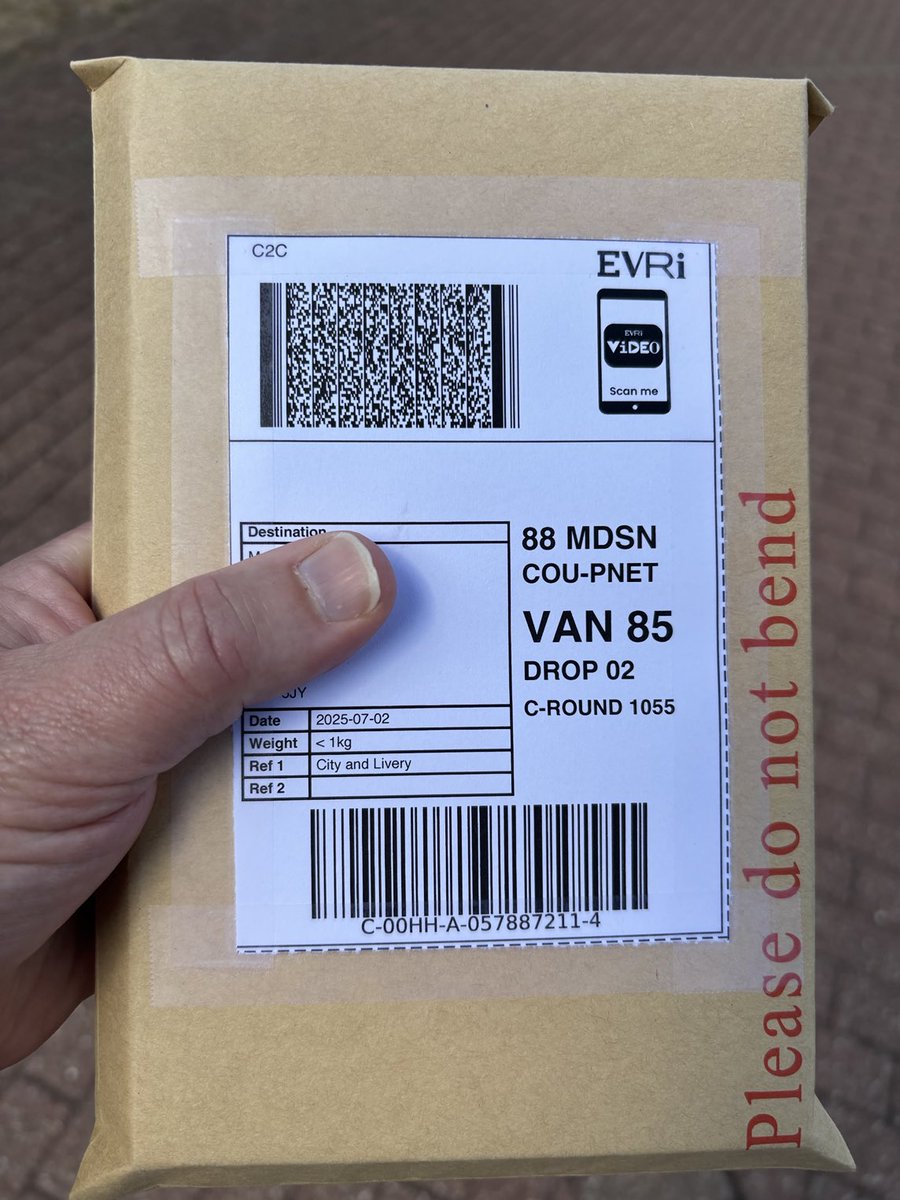 C2C
EVRi
EVRi
ViDEO
Scan me
Destination
88 MDSN
COU-PNET
VAN 85
DROP 02
C-ROUND 1055
Date 2025-07-02
Weight < 1kg
Ref 1 City and Livery
Ref 2
C-00HH-A-057887211-4
Please do not bend